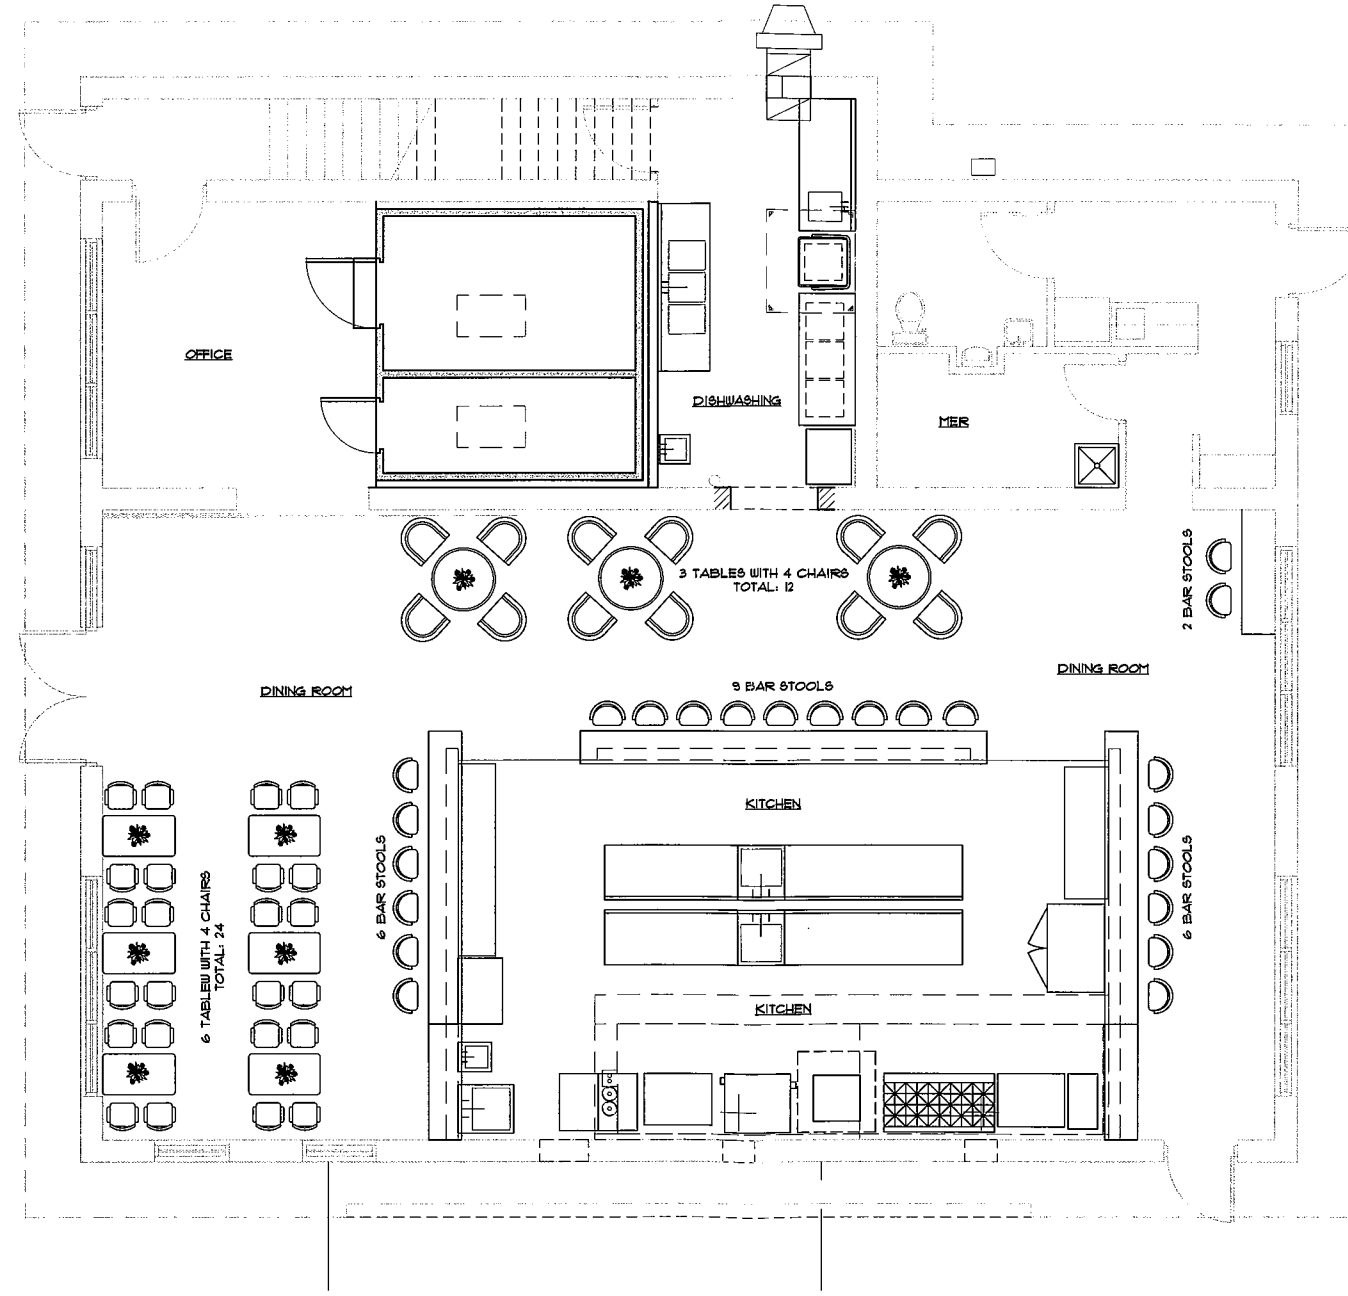 OFFICE
DISHWASHING
MER
3 TABLES WITH 4 CHAIRS
TOTAL: 12
2 BAR STOOLS
DINING ROOM
DINING ROOM
9 BAR STOOLS
KITCHEN
6 BAR STOOLS
6 BAR STOOLS
6 TABLEW WITH 4 CHAIRS
TOTAL: 24
KITCHEN